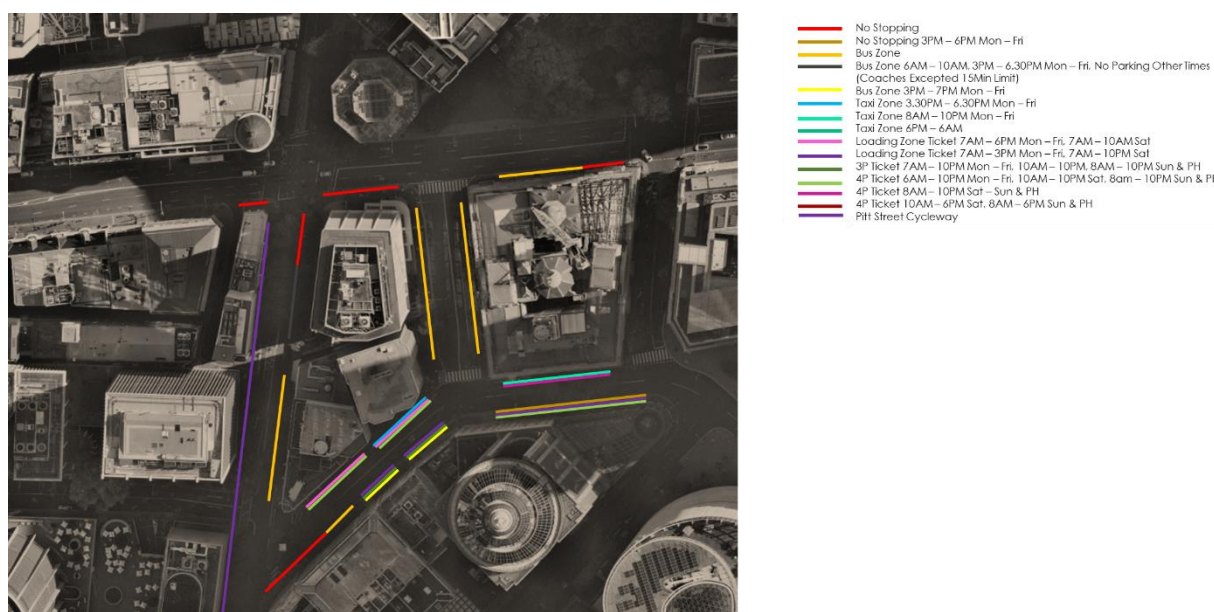 No Stopping
No Stopping 3PM – 6PM Mon – Fri
Bus Zone
Bus Zone 6AM – 10AM, 3PM – 6.30PM Mon – Fri. No Parking Other Times
(Coaches Excepted 15Min Limit)
Bus Zone 3PM – 7PM Mon – Fri
Taxi Zone 3.30PM – 6.30PM Mon – Fri
Taxi Zone 8AM – 10PM Mon – Fri
Taxi Zone 6PM – 6AM
Loading Zone Ticket 7AM – 6PM Mon – Fri, 7AM – 10AM Sat
Loading Zone Ticket 7AM – 3PM Mon – Fri, 7AM – 10PM Sat
3P Ticket 7AM – 10PM Mon – Fri, 10AM – 10PM, 8AM – 10PM Sun & PH
4P Ticket 6AM – 10PM Mon – Fri, 10AM – 10PM Sat, 8am – 10PM Sun & P
4P Ticket 8AM – 10PM Sat – Sun & PH
4P Ticket 10AM – 6PM Sat, 8AM – 6PM Sun & PH
Pitt Street Cycleway